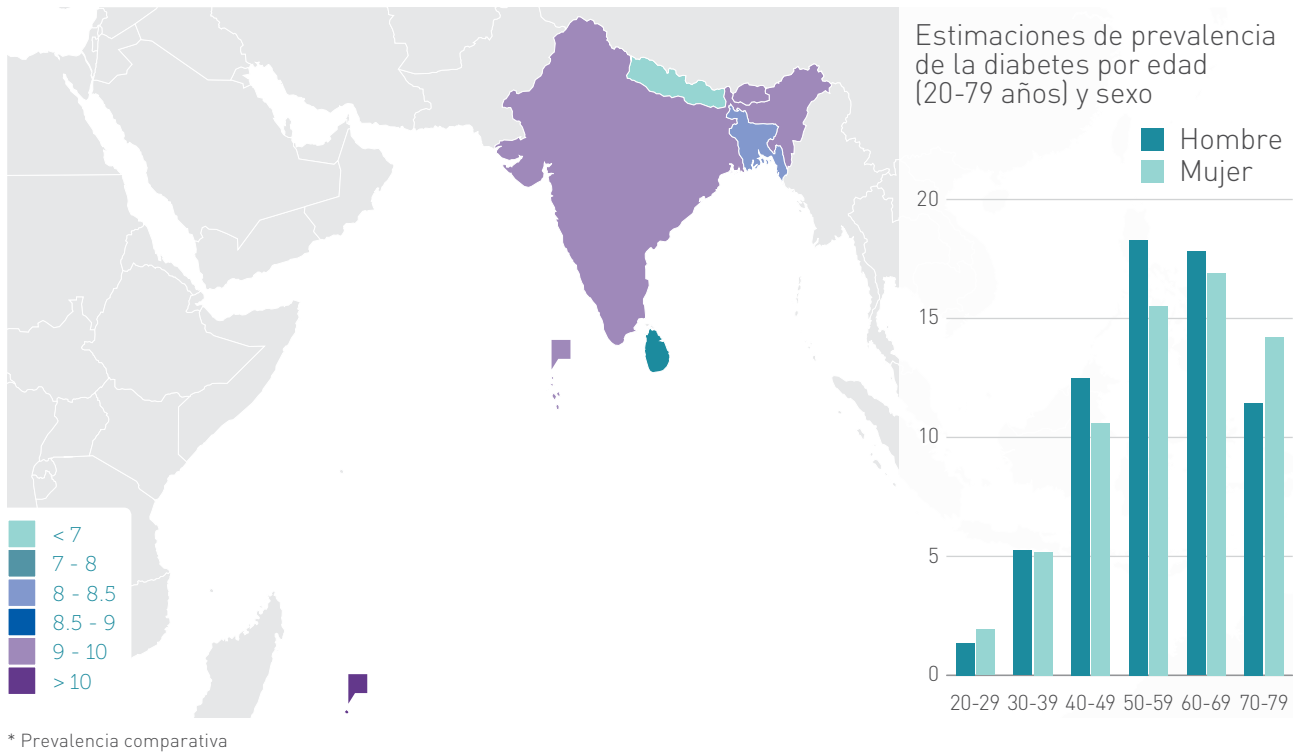 Estimaciones de prevalencia
de la diabetes por edad
(20-79 años) y sexo
Hombre
Mujer
20
15
10
5
0
20-29 30-39 40-49 50-59 60-69 70-79
< 7
7 - 8
8 - 8.5
8.5 - 9
9 - 10
> 10
* Prevalencia comparativa